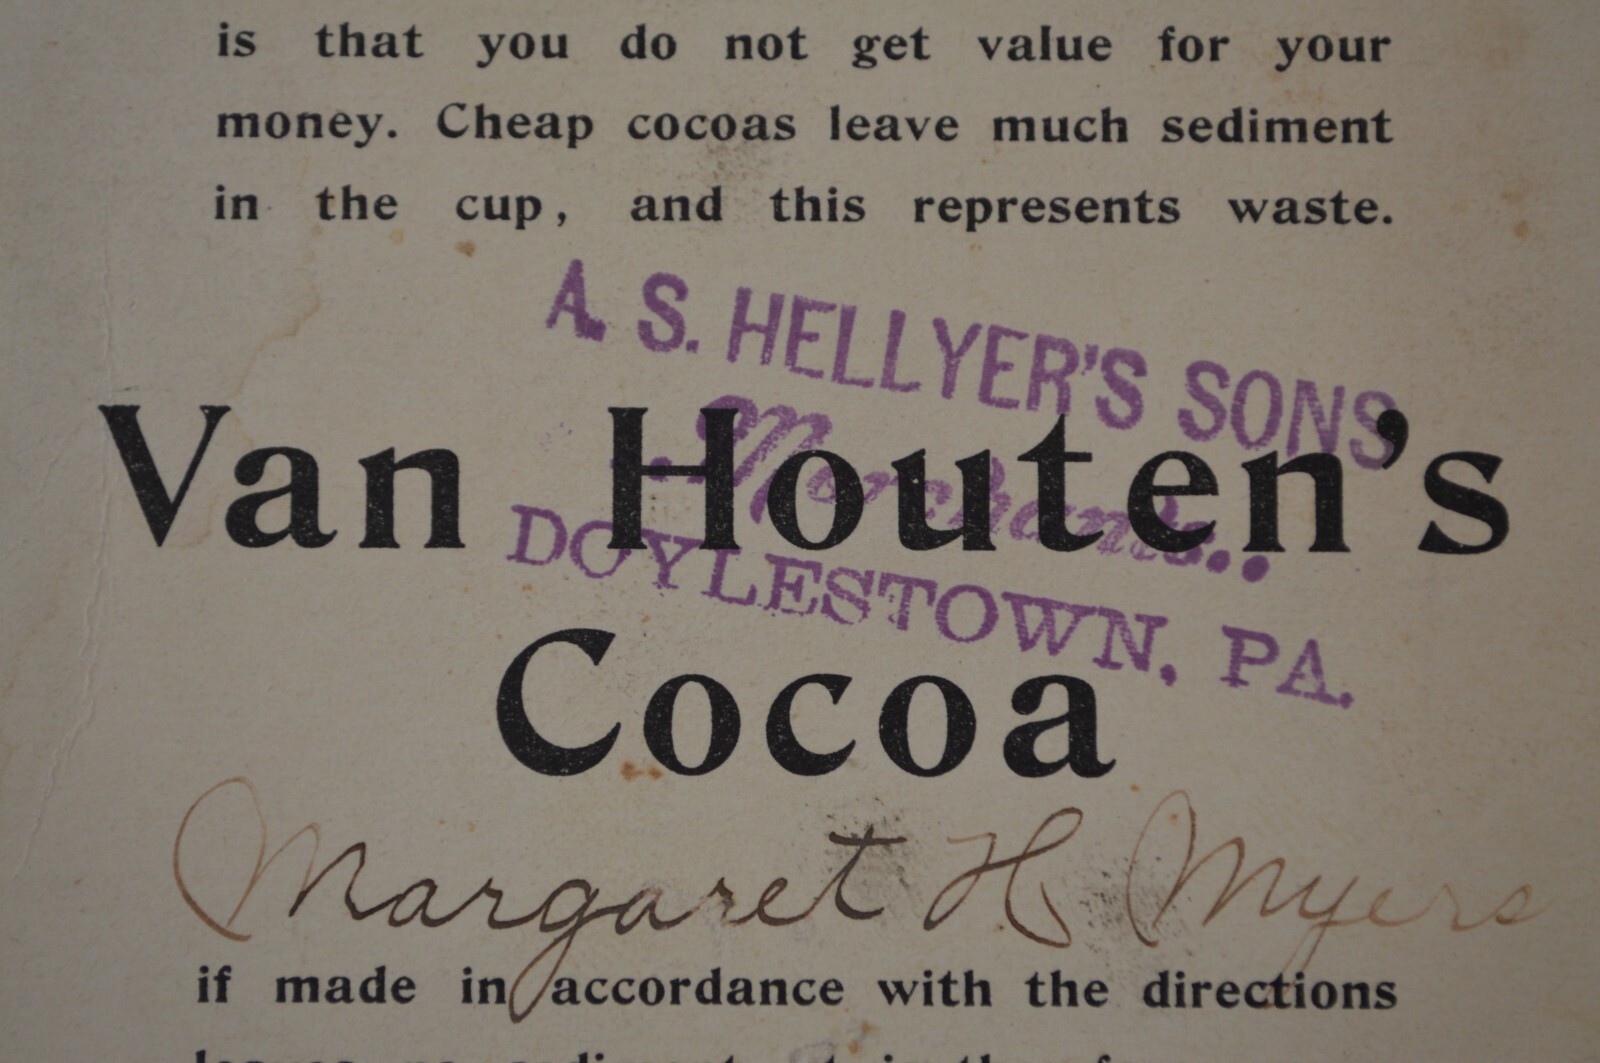 is that you do not get value for your
money. Cheap cocoas leave much sediment
in the cup, and this represents waste.
A. S. HELLYER'S SONS
Merchants..
DOYLESTOWN, PA.
Van Houten's
Cocoa
Margaret H Myers
if made in accordance with the directions